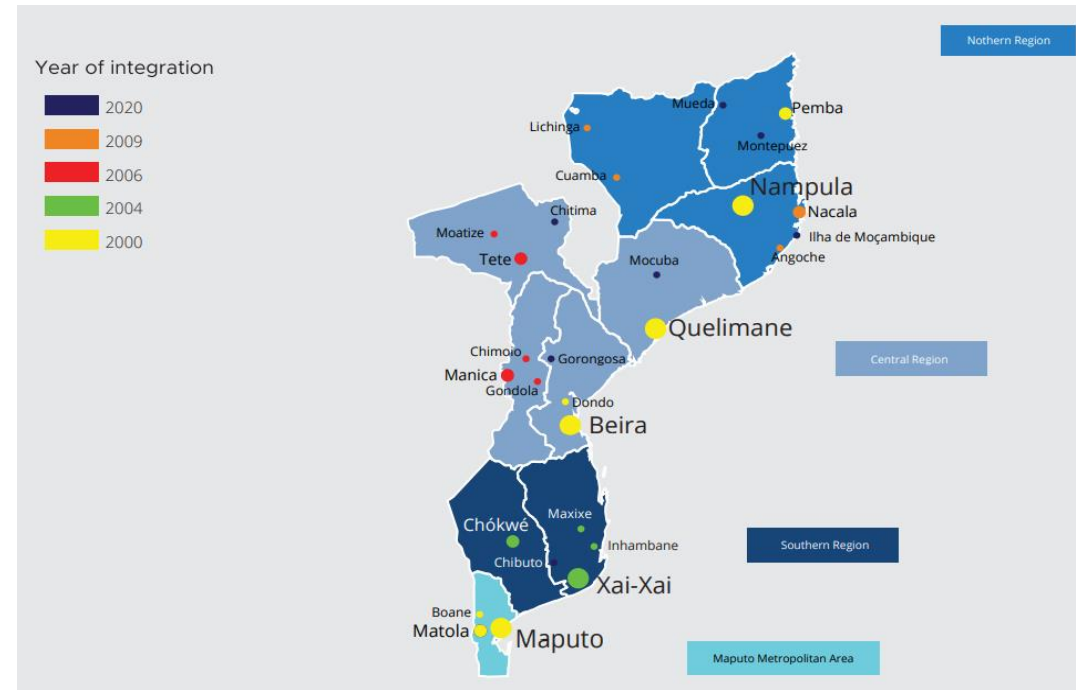 Nothern Region
Year of integration
2020
2009
2006
2004
2000
Mueda
Pemba
Lichinga
Montepuez
Cuamba
Nampula
Chitima
Nacala
Moatize
Ilha de Moçambique
Tete
Mocuba
Angoche
Quelimane
Chimoio
Gorongosa
Central Region
Manica
Gondola
Dondo
Beira
Maxixe
Chókwé
Inhambane
Southern Region
Chibuto
Xai-Xai
Boane
Matola
Maputo
Maputo Metropolitan Area